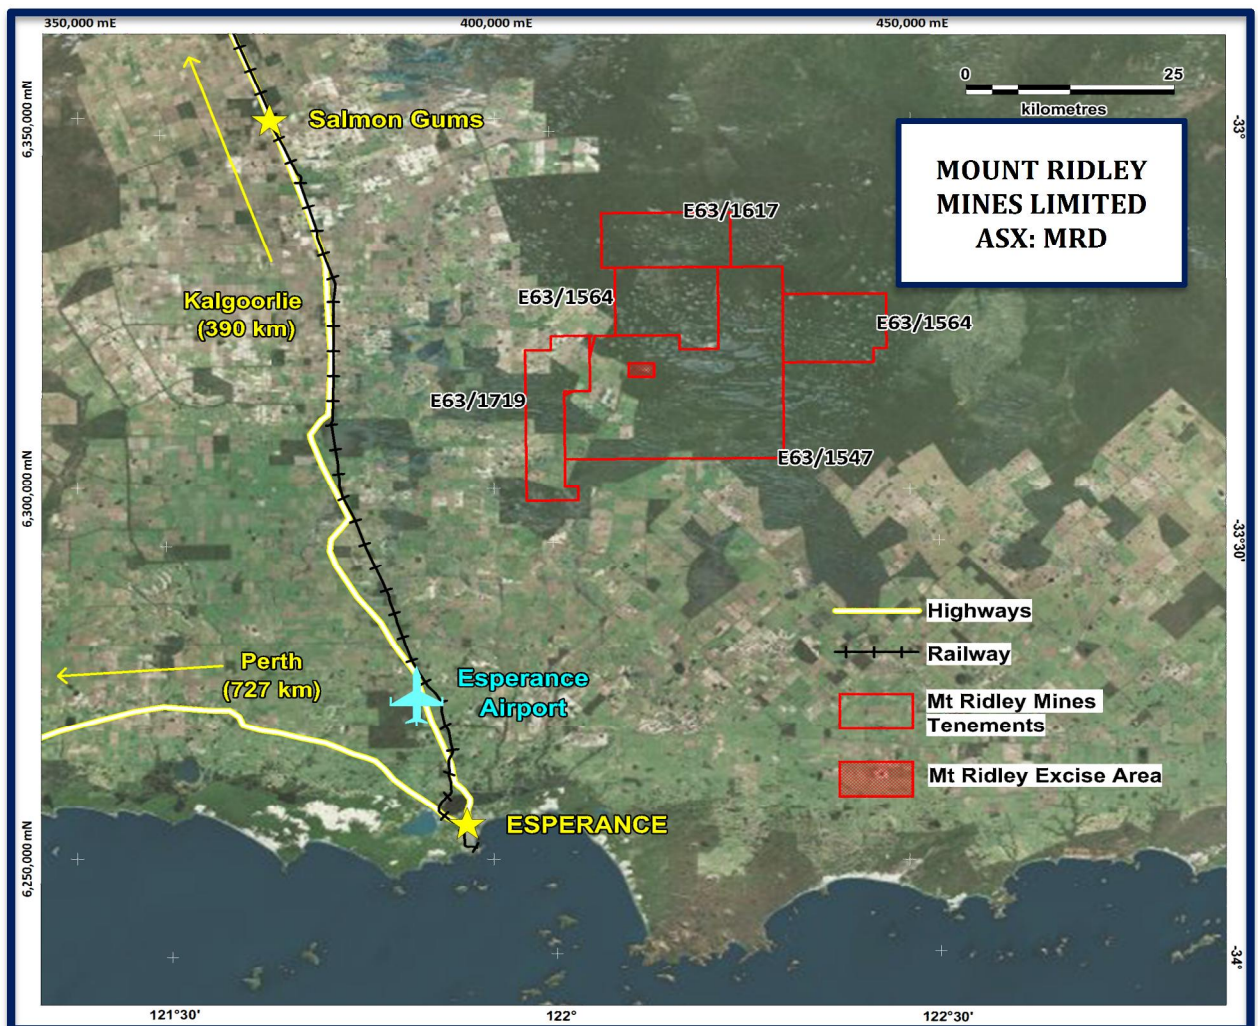 350,000 mE
400,000 mE
450,000 mE
0
25
kilometres
6,350,000 mN
-33°
Salmon Gums
MOUNT RIDLEY
MINES LIMITED
ASX: MRD
E63/1617
Kalgoorlie
(390 km)
E63/1564
E63/1564
E63/1719
E63/1547
6,300,000 mN
-33°30'
Highways
Railway
Perth
(727 km)
Esperance
Airport
Mt Ridley Mines
Tenements
Mt Ridley Excise Area
ESPERANCE
6,250,000 mN
-34°
121°30'
122°
122°30'